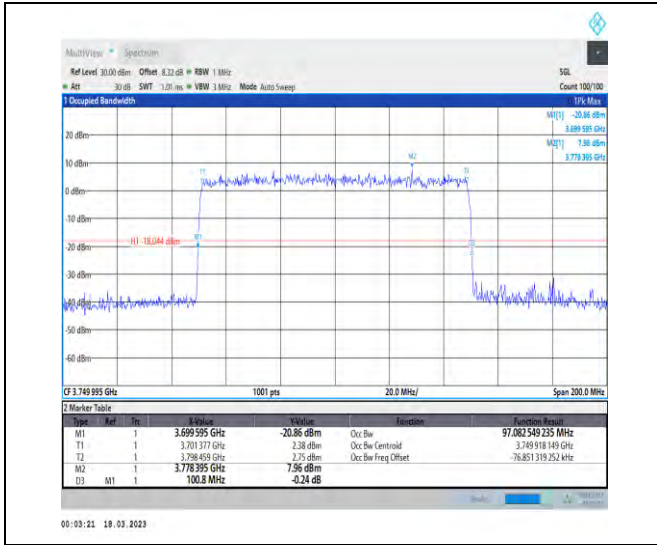 MultiView Spectrum
Ref Level 30.00 dBm Offset 8.32 dB RBW 1 MHz SGL
Att 30 dB SWT 1.01 ms VBW 3 MHz Mode Auto Sweep Count 100/100
1 Occupied Bandwidth 1Pk Max
M1[1] -20.86 dBm
3.699 595 GHz
M2[1] 7.98 dBm
3.778 395 GHz
20 dBm
10 dBm
M2
T1
0 dBm
-10 dBm
M1
H1 -18.044 dBm
-20 dBm
-30 dBm
-40 dBm
-50 dBm
-60 dBm
CF 3.749 995 GHz 1001 pts 20.0 MHz/ Span 200.0 MHz
2 Marker Table
Type Ref Trc X-Value Y-Value Function Function Result
M1 1 3.699 595 GHz -20.86 dBm Occ Bw 97.082 549 235 MHz
T1 1 3.701 377 GHz 2.38 dBm Occ Bw Centroid 3.749 918 149 GHz
T2 1 3.798 459 GHz 2.75 dBm Occ Bw Freq Offset -76.851 319 252 kHz
M2 1 3.778 395 GHz 7.96 dBm
D3 M1 1 100.8 MHz -0.24 dB
00:03:21 18.03.2023